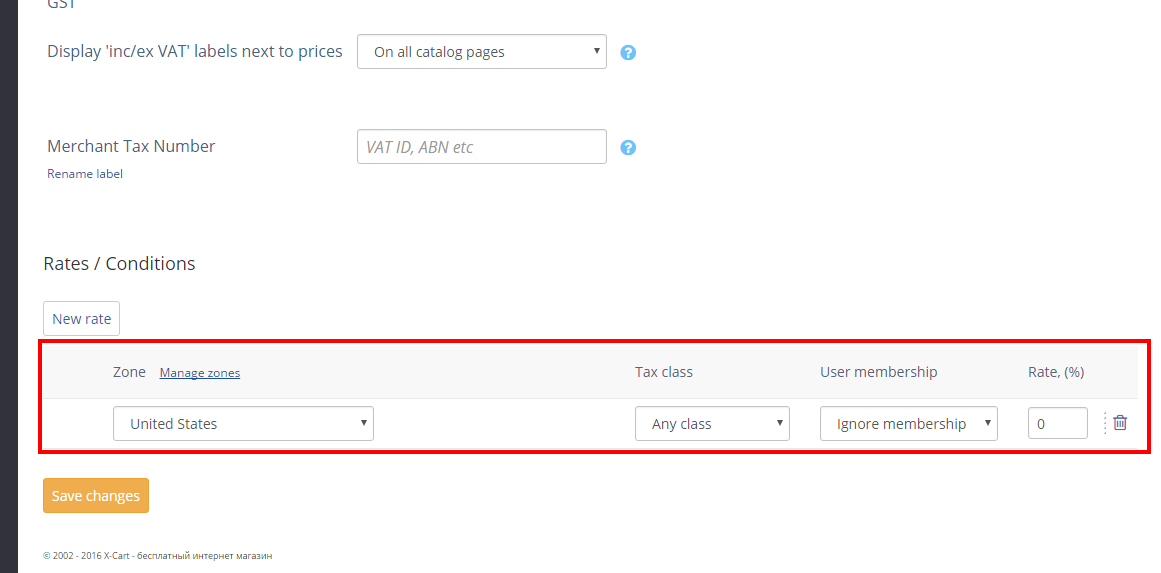 GST
Display 'inc/ex VAT' labels next to prices On all catalog pages ?
Merchant Tax Number VAT ID, ABN etc ?
Rename label
Rates / Conditions
New rate
Zone Manage zones Tax class User membership Rate, (%)
United States Any class Ignore membership 0
Save changes
© 2002 - 2016 X-Cart - бесплатный интернет магазин